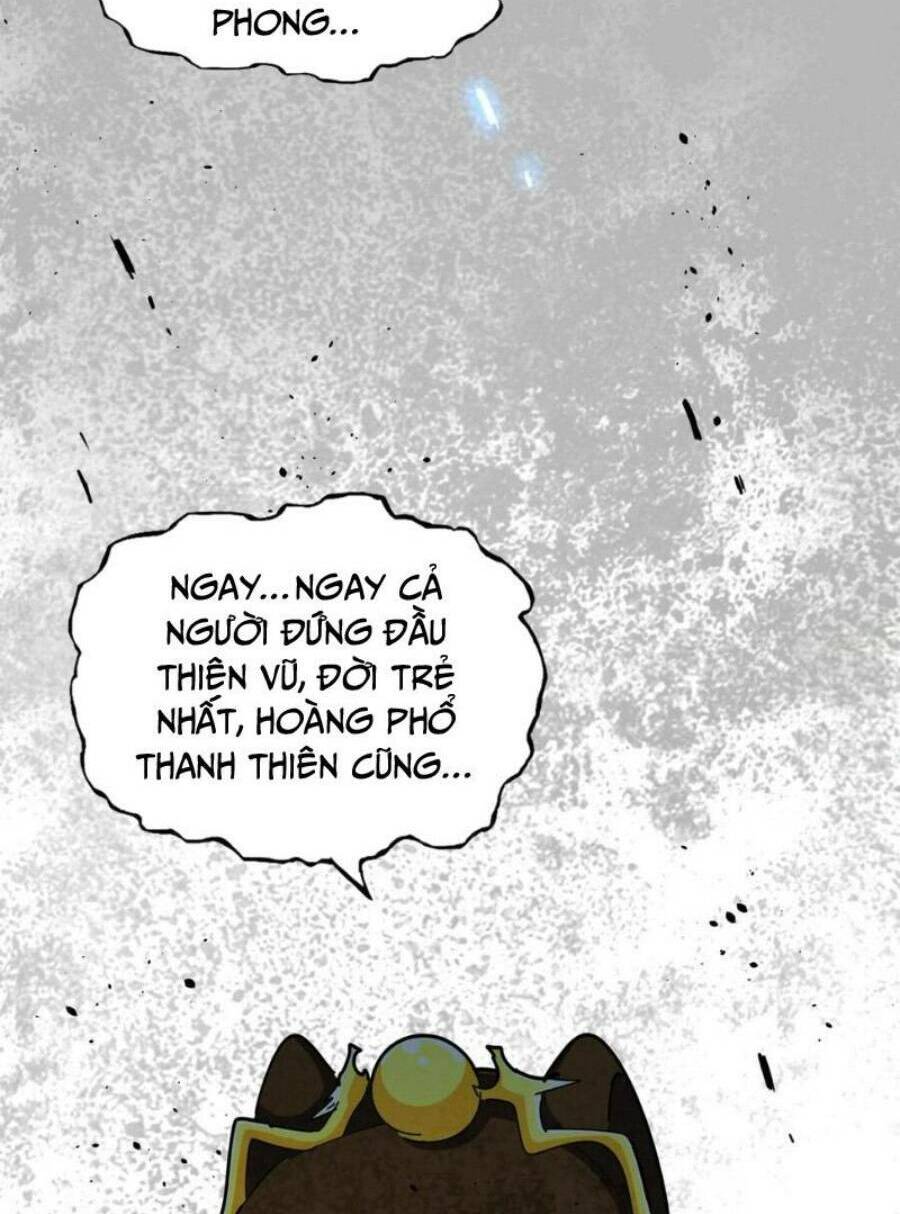 PHONG...
NGAY...NGAY CẢ
NGƯỜI ĐỨNG ĐẦU
THIÊN VŨ, ĐỜI TRẺ
NHẤT, HOÀNG PHỔ
THANH THIÊN CŨNG...